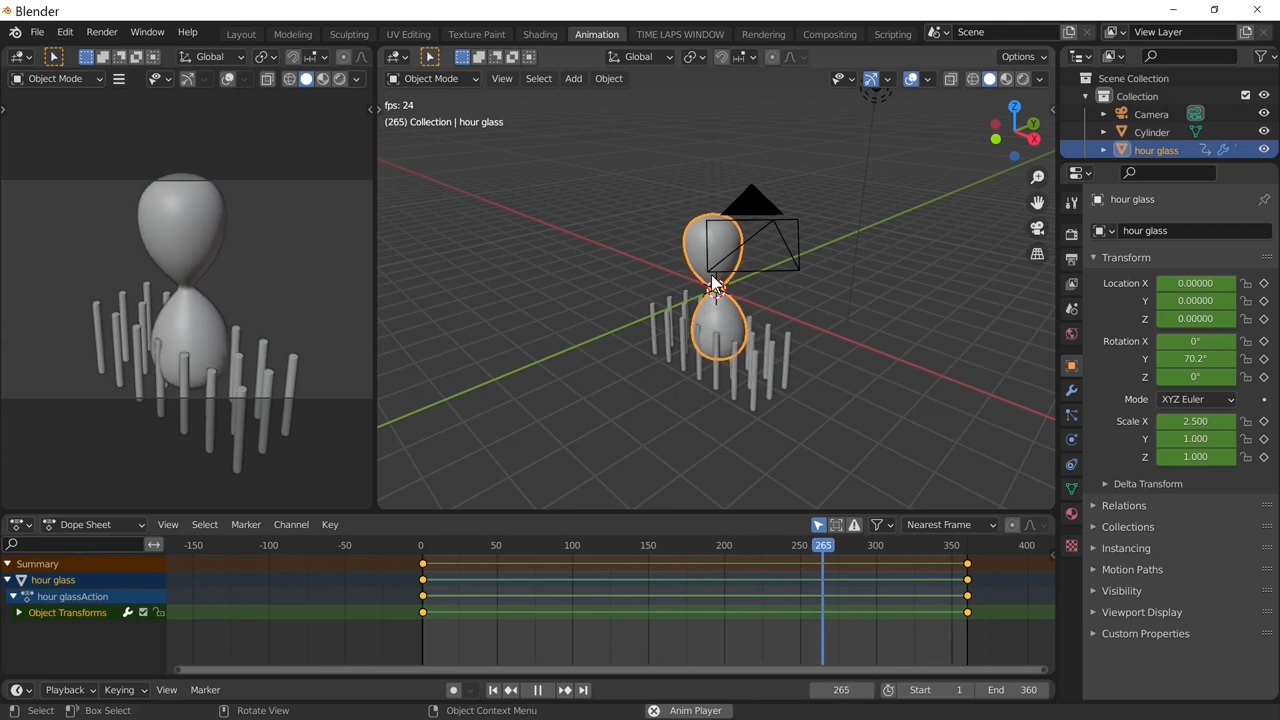 Blender
File Edit Render Window Help
Layout Modeling Sculpting UV Editing Texture Paint Shading Animation TIME LAPS WINDOW Rendering Compositing Scripting
Scene
View Layer
Global
Global
Options
Object Mode
Object Mode View Select Add Object
fps: 24
(265) Collection | hour glass
Z
Y
X
Scene Collection
Collection
Camera
Cylinder
hour glass
hour glass
hour glass
Transform
Location X 0.00000
Y 0.00000
Z 0.00000
Rotation X 0°
Y 70.2°
Z 0°
Mode XYZ Euler
Scale X 2.500
Y 1.000
Z 1.000
Delta Transform
Relations
Collections
Instancing
Motion Paths
Visibility
Viewport Display
Custom Properties
Dope Sheet View Select Marker Channel Key
Nearest Frame
-150 -100 -50 0 50 100 150 200 250 265 300 350 400
Summary
hour glass
hour glassAction
Object Transforms
Playback Keying View Marker
265 Start 1 End 360
Select Box Select Rotate View Object Context Menu Anim Player